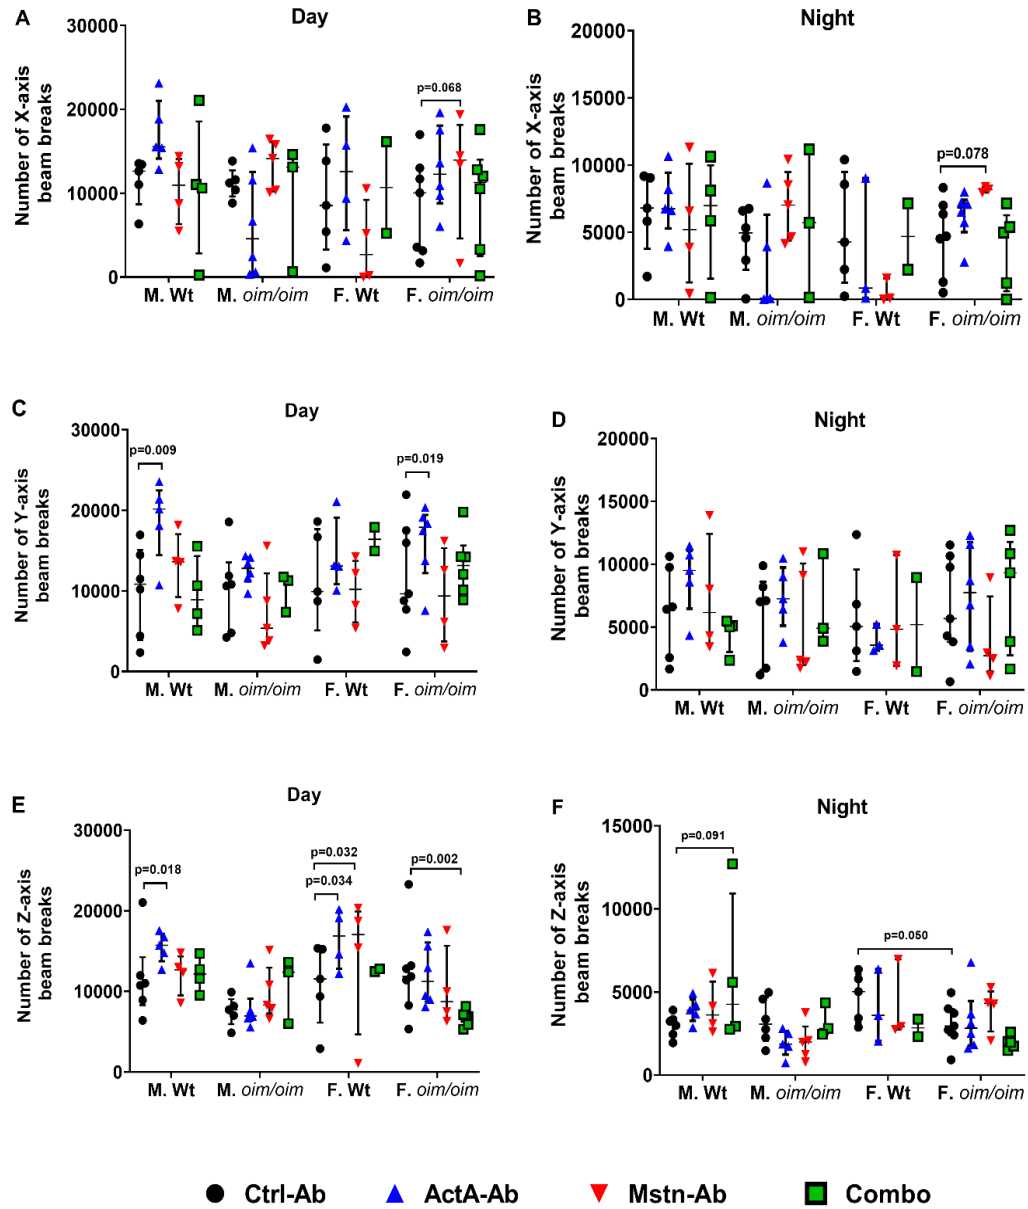 A
Day
Number of X-axis
beam breaks
30000
20000
10000
0
p=0.068
M. Wt
M. oim/oim
F. Wt
F. oim/oim
B
Night
Number of X-axis
beam breaks
20000
15000
10000
5000
0
p=0.078
M. Wt
M. oim/oim
F. Wt
F. oim/oim
C
Day
Number of Y-axis
beam breaks
30000
20000
10000
0
p=0.009
p=0.019
M. Wt
M. oim/oim
F. Wt
F. oim/oim
D
Night
Number of Y-axis
beam breaks
20000
15000
10000
5000
0
M. Wt
M. oim/oim
F. Wt
F. oim/oim
E
Day
Number of Z-axis
beam breaks
30000
20000
10000
0
p=0.018
p=0.032
p=0.034
p=0.002
M. Wt
M. oim/oim
F. Wt
F. oim/oim
F
Night
Number of Z-axis
beam breaks
15000
10000
5000
0
p=0.091
p=0.050
M. Wt
M. oim/oim
F. Wt
F. oim/oim
Ctrl-Ab
ActA-Ab
Mstn-Ab
Combo